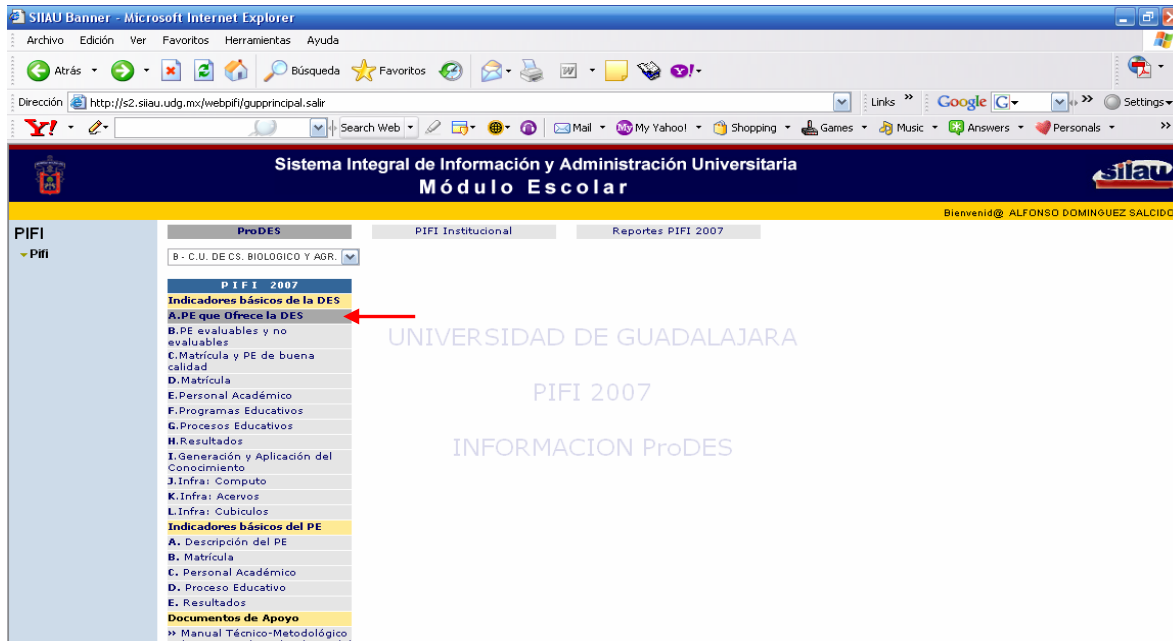 SIIAU Banner - Microsoft Internet Explorer
Archivo Edición Ver Favoritos Herramientas Ayuda
Atrás Búsqueda Favoritos
Dirección http://s2.siiau.udg.mx/webpifi/gupprincipal.salir Links » Google G Settings
Y! Search Web Mail My Yahoo! Shopping Games Music Answers Personals »
Sistema Integral de Información y Administración Universitaria
Módulo Escolar
siiau
Bienvenid@ ALFONSO DOMINGUEZ SALCIDO
PIFI
Pifi
ProDES PIFI Institucional Reportes PIFI 2007
B - C.U. DE CS. BIOLOGICO Y AGR.
PIFI 2007
Indicadores básicos de la DES
A.PE que Ofrece la DES
B.PE evaluables y no
evaluables
C.Matrícula y PE de buena
calidad
D.Matrícula
E.Personal Académico
F.Programas Educativos
G.Procesos Educativos
H.Resultados
I.Generación y Aplicación del
Conocimiento
J.Infra: Computo
K.Infra: Acervos
L.Infra: Cubiculos
Indicadores básicos del PE
A. Descripción del PE
B. Matrícula
C. Personal Académico
D. Proceso Educativo
E. Resultados
Documentos de Apoyo
» Manual Técnico-Metodológico
UNIVERSIDAD DE GUADALAJARA
PIFI 2007
INFORMACION ProDES